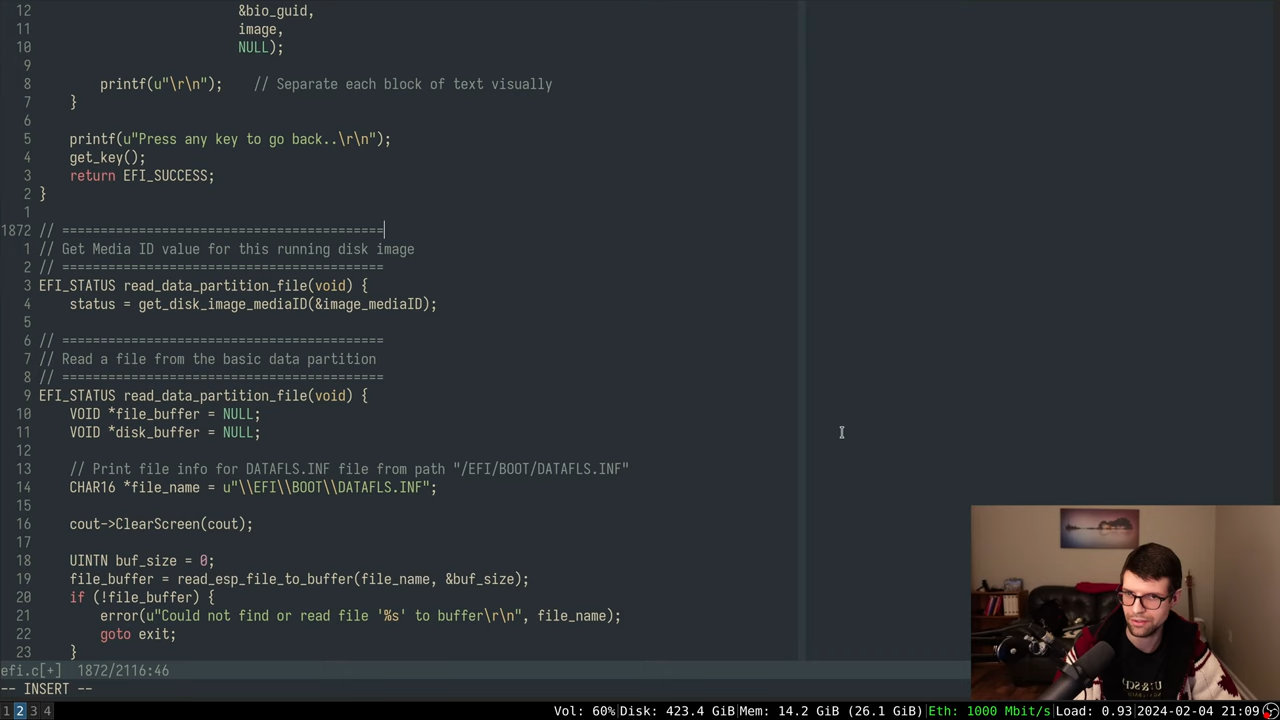 12                          &bio_guid,
11                          image,
10                          NULL);
9
8        printf(u"\r\n");    // Separate each block of text visually
7    }
6
5    printf(u"Press any key to go back..\r\n");
4    get_key();
3    return EFI_SUCCESS;
2 }
1
1872 // ==========================================
1 // Get Media ID value for this running disk image
2 // ==========================================
3 EFI_STATUS read_data_partition_file(void) {
4    status = get_disk_image_mediaID(&image_mediaID);
5
6 // ==========================================
7 // Read a file from the basic data partition
8 // ==========================================
9 EFI_STATUS read_data_partition_file(void) {
10    VOID *file_buffer = NULL;
11    VOID *disk_buffer = NULL;
12
13    // Print file info for DATAFLS.INF file from path "/EFI/BOOT/DATAFLS.INF"
14    CHAR16 *file_name = u"\\EFI\\BOOT\\DATAFLS.INF";
15
16    cout->ClearScreen(cout);
17
18    UINTN buf_size = 0;
19    file_buffer = read_esp_file_to_buffer(file_name, &buf_size);
20    if (!file_buffer) {
21        error(u"Could not find or read file '%s' to buffer\r\n", file_name);
22        goto exit;
23    }
efi.c[+]  1872/2116:46
-- INSERT --
1 2 3 4 Vol: 60%|Disk: 423.4 GiB|Mem: 14.2 GiB (26.1 GiB)|Eth: 1000 Mbit/s|Load: 0.93|2024-02-04 21:09